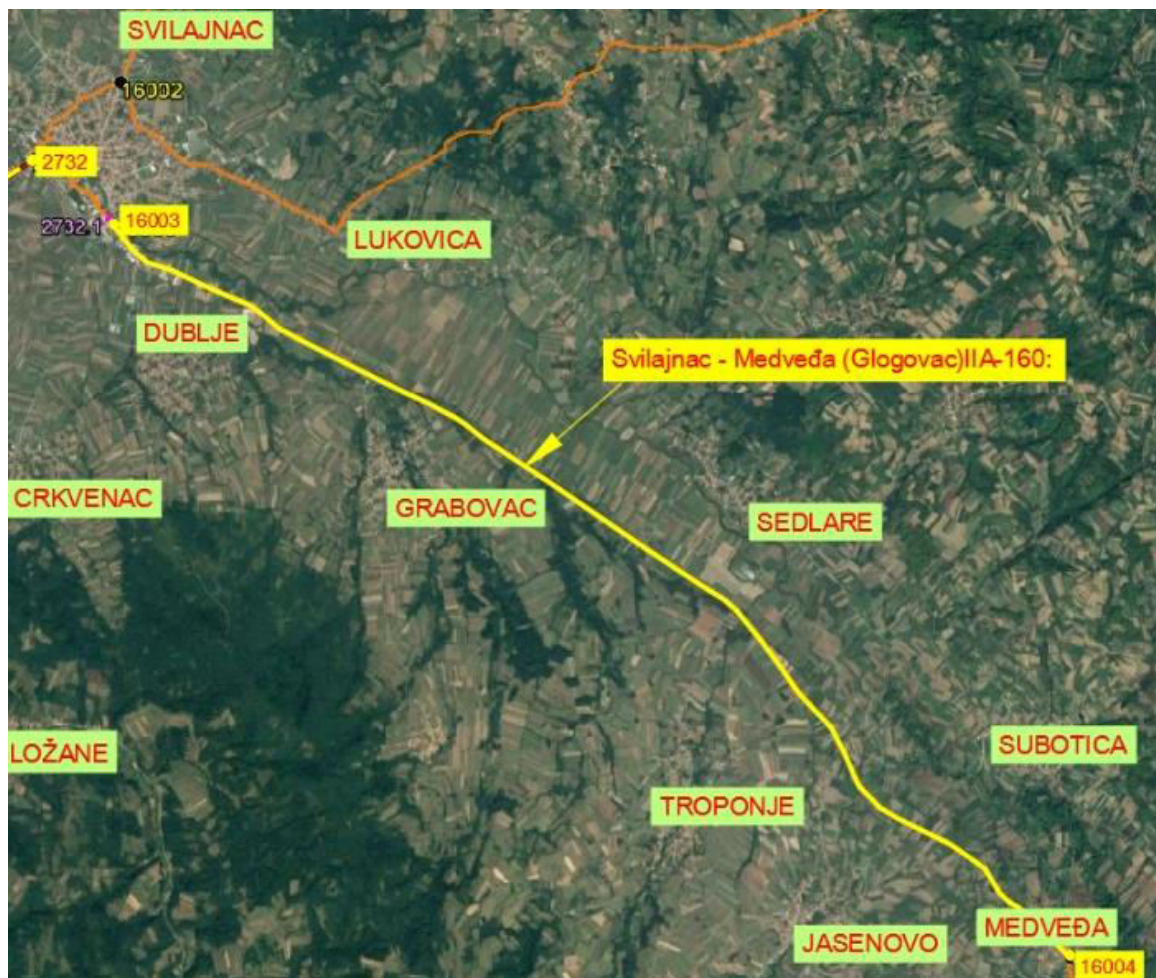 SVILAJNAC
16002
2732
2732.1
16003
LUKOVICA
DUBLJE
Svilajnac - Medveđa (Glogovac)IIA-160:
CRKVENAC
GRABOVAC
SEDLARE
LOŽANE
SUBOTICA
TROPONJE
MEDVEĐA
JASENOVO
16004